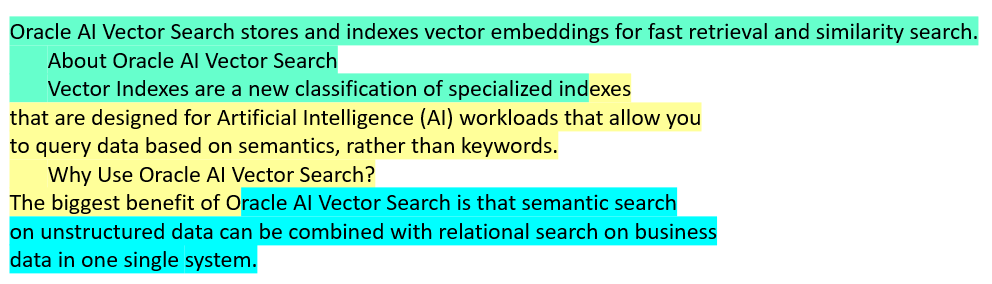 Oracle AI Vector Search stores and indexes vector embeddings for fast retrieval and similarity search.
About Oracle AI Vector Search
Vector Indexes are a new classification of specialized indexes
that are designed for Artificial Intelligence (AI) workloads that allow you
to query data based on semantics, rather than keywords.
Why Use Oracle AI Vector Search?
The biggest benefit of Oracle AI Vector Search is that semantic search
on unstructured data can be combined with relational search on business
data in one single system.